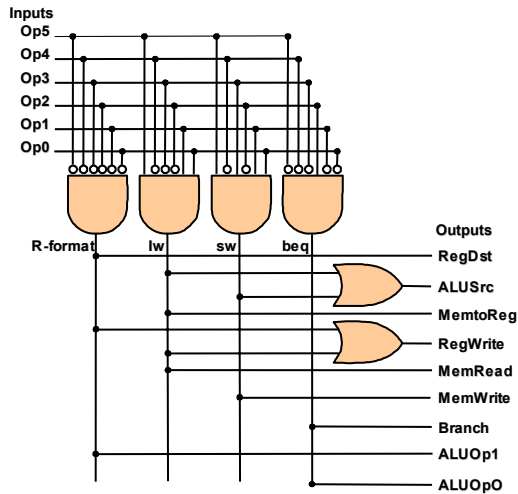 Inputs
Op5
Op4
Op3
Op2
Op1
Op0
R-format lw sw beq
Outputs
RegDst
ALUSrc
MemtoReg
RegWrite
MemRead
MemWrite
Branch
ALUOp1
ALUOpO